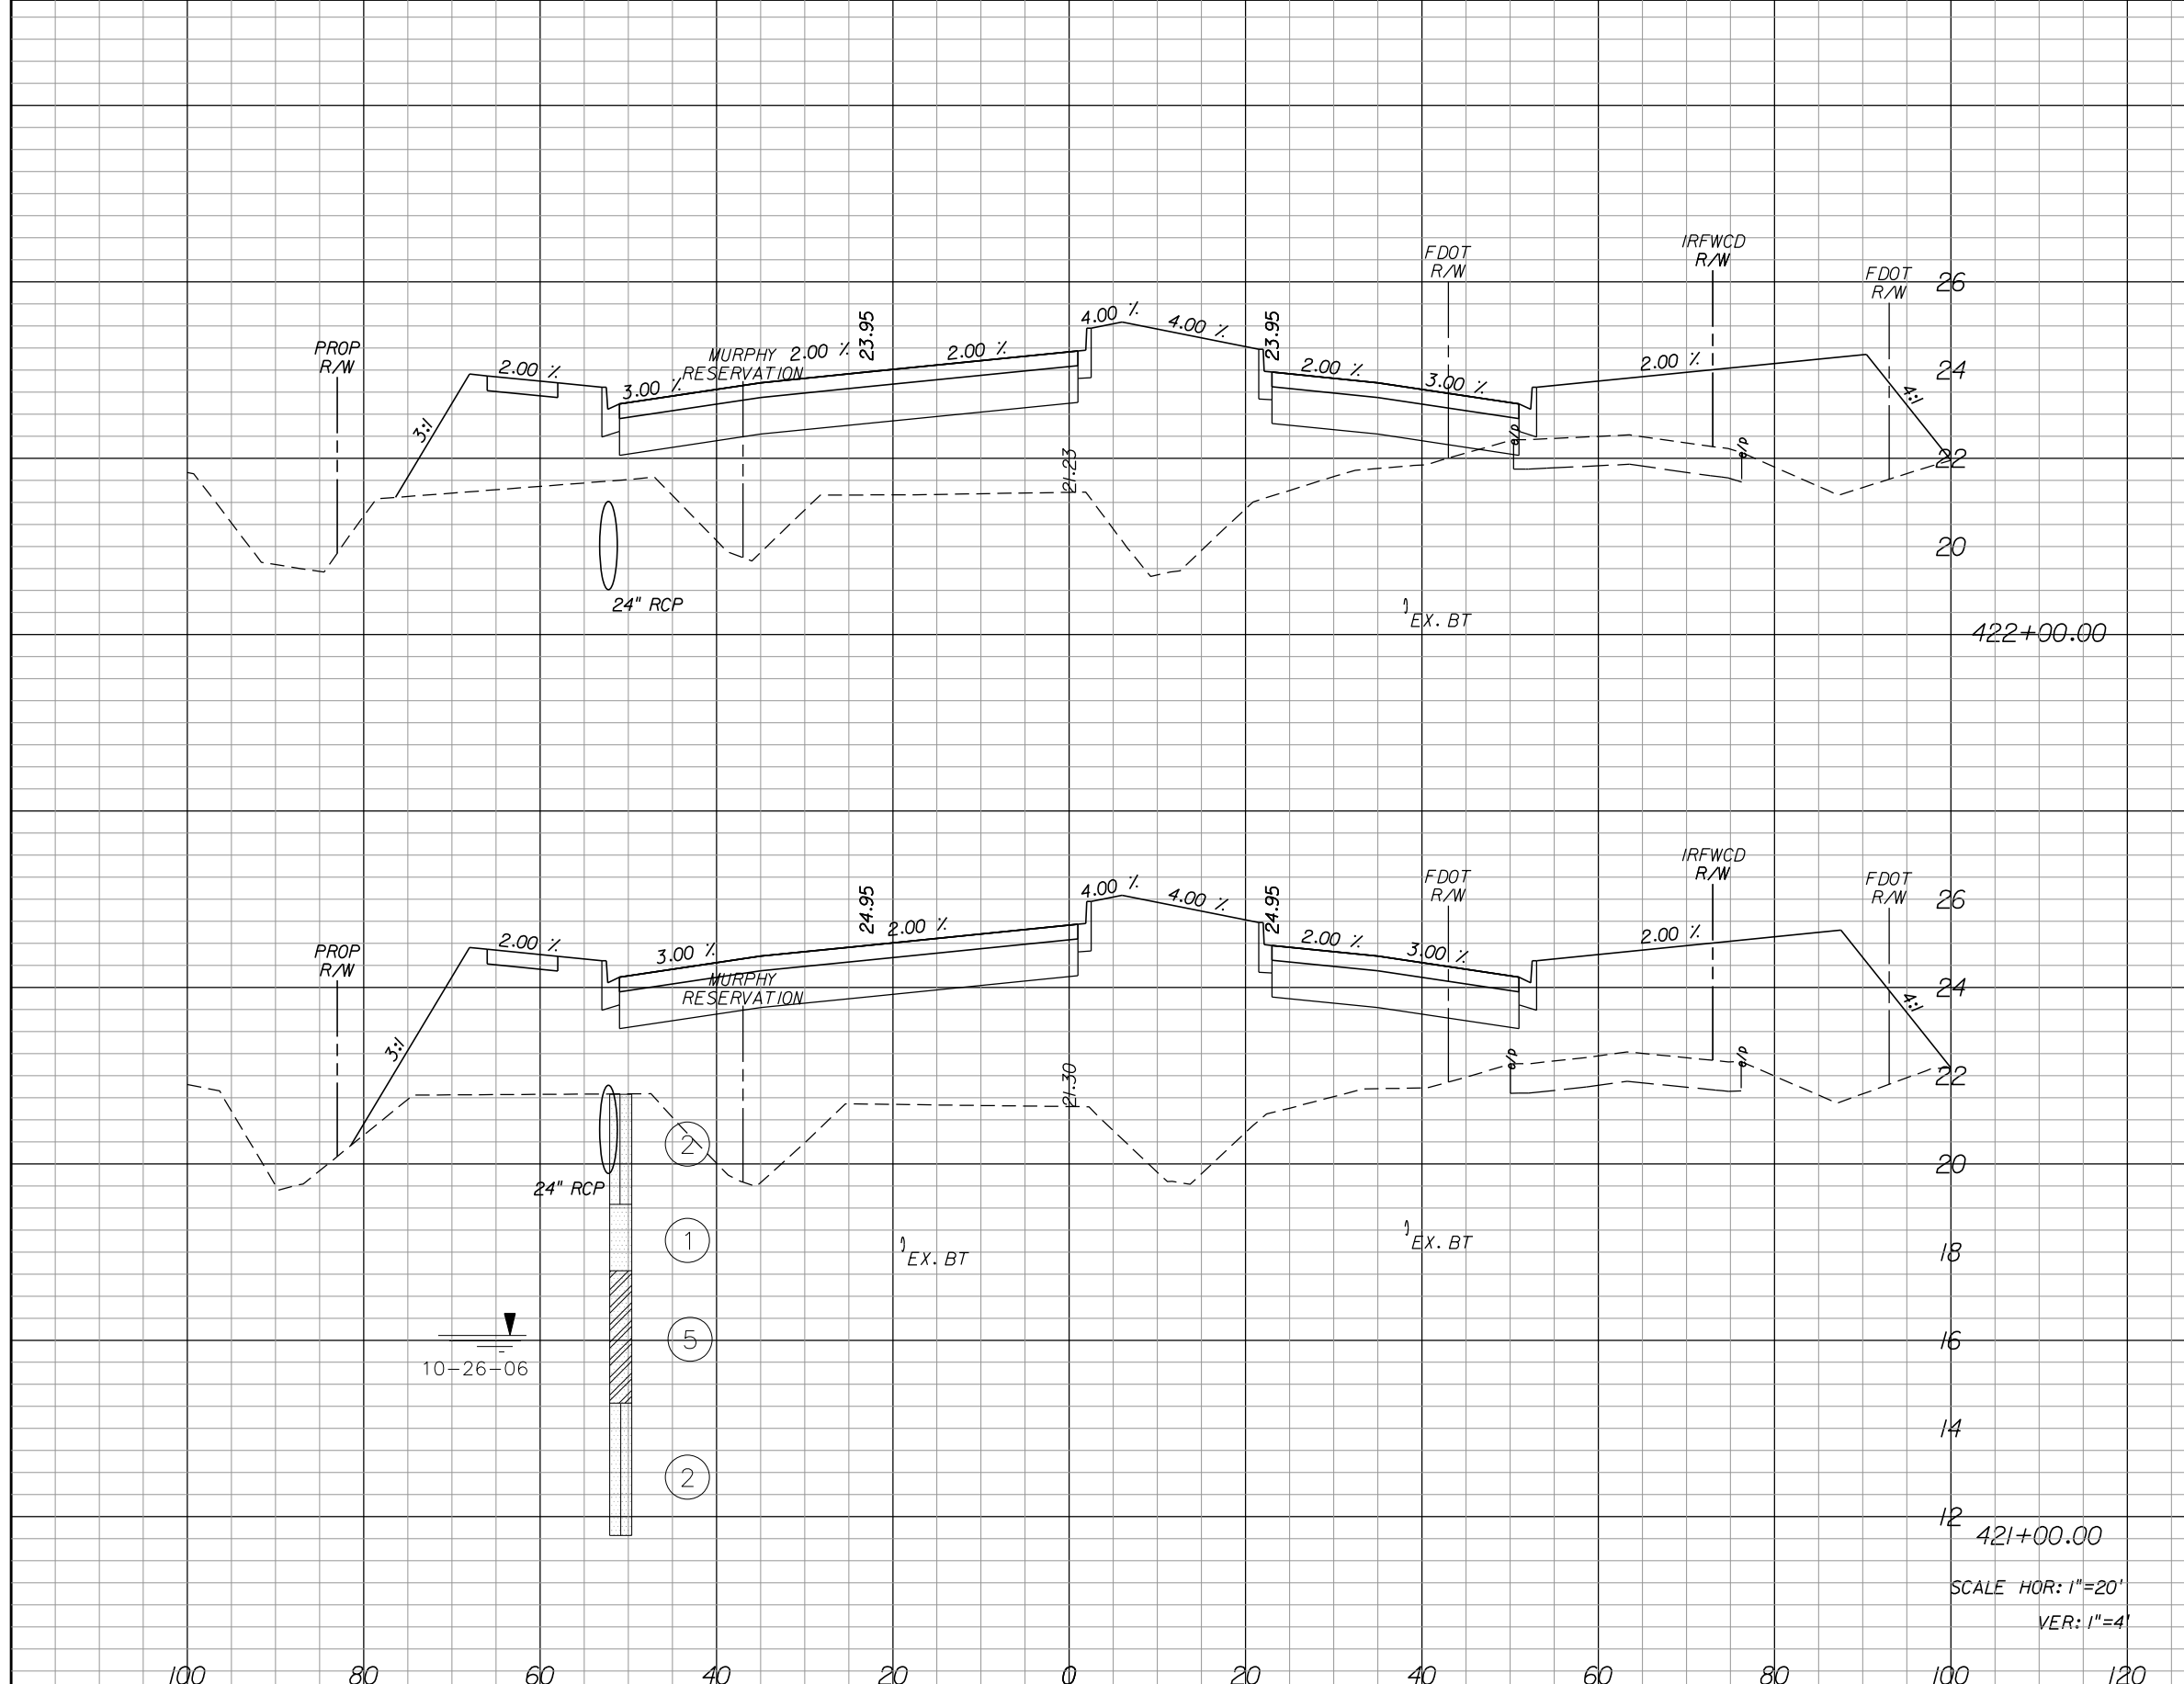 IRFWCD
R/W
FDOT
R/W
FDOT
R/W
26
4.00 %
4.00 %
23.95
23.95
PROP
R/W
MURPHY
RESERVATION
2.00 %
2.00 %
2.00 %
3.00 %
2.00 %
3.00 %
2.00 %
24
4:1
3:1
e/p
e/p
21.23
22
20
24" RCP
EX. BT
422+00.00
IRFWCD
R/W
FDOT
R/W
FDOT
R/W
26
4.00 %
4.00 %
24.95
24.95
PROP
R/W
2.00 %
3.00 %
2.00 %
2.00 %
3.00 %
2.00 %
MURPHY
RESERVATION
24
4:1
3:1
e/p
e/p
21.30
22
2
20
24" RCP
1
EX. BT
EX. BT
18
10-26-06
5
16
14
2
12
421+00.00
SCALE HOR: 1"=20'
VER: 1"=4'
100 80 60 40 20 0 20 40 60 80 100 120